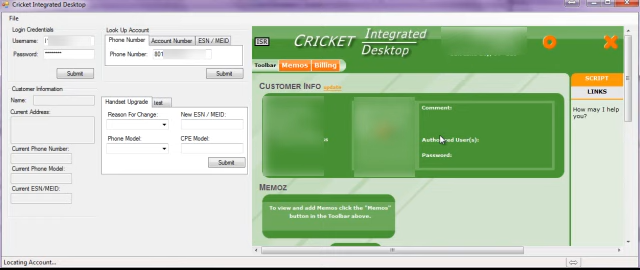 Cricket Integrated Desktop
File
Login Credentials
Username:
Password: ********
Submit
Look Up Account
Phone Number Account Number ESN / MEID
Phone Number: 801
Submit
Customer Information
Name:
Current Address:
Current Phone Number:
Current Phone Model:
Current ESN/MEID:
Handset Upgrade test
Reason For Change: New ESN / MEID:
Phone Model: CPE Model:
Submit
ISB
CRICKET Integrated
Desktop
Toolbar Memos Billing
CUSTOMER INFO update
Comment:
Authorized User(s):
Password:
MEMOZ
To view and add Memos click the "Memos"
button in the Toolbar above.
SCRIPT
LINKS
How may I help
you?
Locating Account...